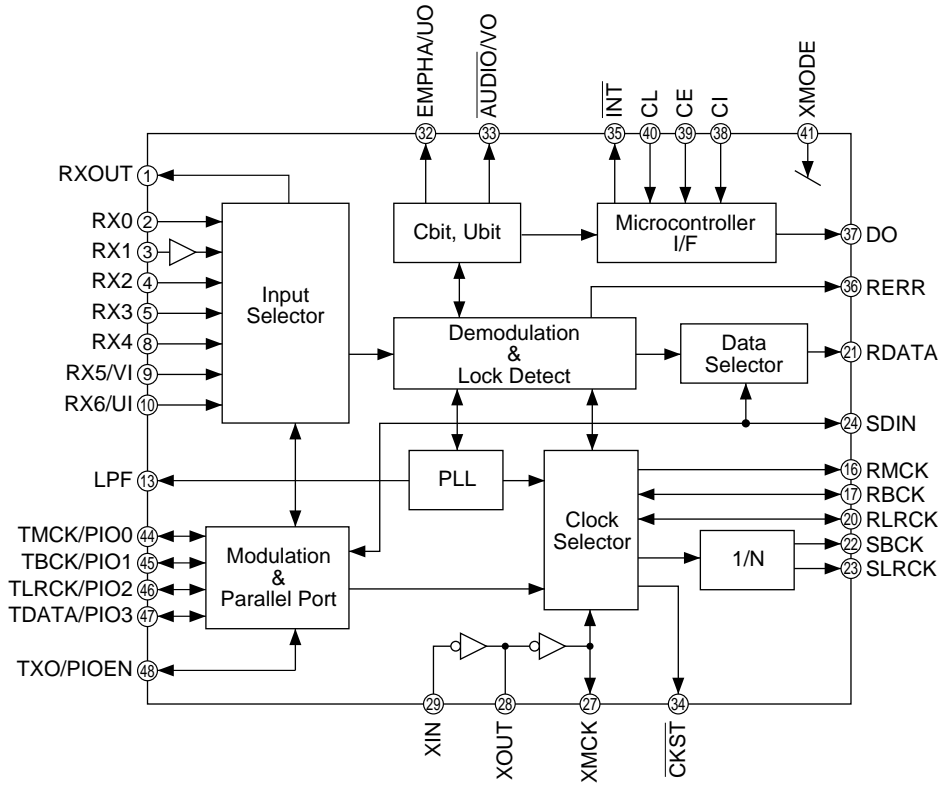 EMPHA/UO
AUDIO/VO
INT
CL
CE
CI
XMODE
32
33
35
40
39
38
41
RXOUT
1
RX0
2
RX1
3
RX2
4
RX3
5
RX4
8
RX5/VI
9
RX6/UI
10
LPF
13
TMCK/PIO0
44
TBCK/PIO1
45
TLRCK/PIO2
46
TDATA/PIO3
47
TXO/PIOEN
48
Input
Selector
Cbit, Ubit
Microcontroller
I/F
Demodulation
&
Lock Detect
Data
Selector
PLL
Clock
Selector
1/N
Modulation
&
Parallel Port
37
DO
36
RERR
21
RDATA
24
SDIN
16
RMCK
17
RBCK
20
RLRCK
22
SBCK
23
SLRCK
29
28
27
34
XIN
XOUT
XMCK
CKST